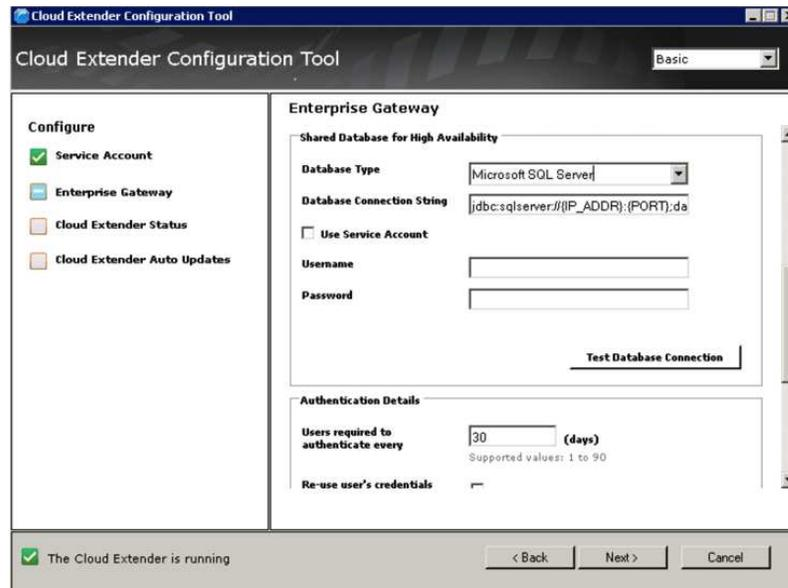 Cloud Extender Configuration Tool
Cloud Extender Configuration Tool
Basic
Configure
Service Account
Enterprise Gateway
Cloud Extender Status
Cloud Extender Auto Updates
Enterprise Gateway
Shared Database for High Availability
Database Type
Microsoft SQL Server
Database Connection String
jdbc:sqlserver://{IP_ADDR}:{PORT};da
Use Service Account
Username
Password
Test Database Connection
Authentication Details
Users required to
authenticate every
30
(days)
Supported values: 1 to 90
Re-use user's credentials
The Cloud Extender is running
< Back
Next >
Cancel